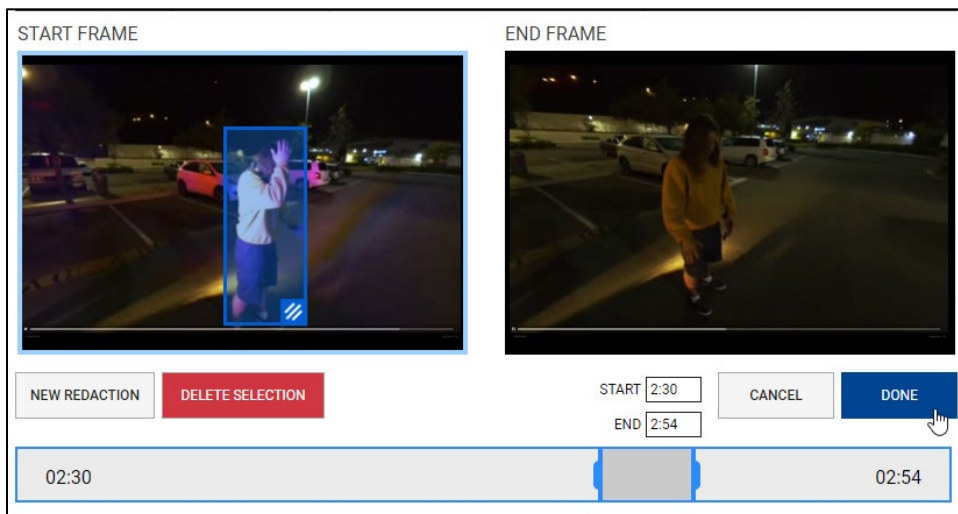 START FRAME
END FRAME
NEW REDACTION
DELETE SELECTION
START 2:30
END 2:54
CANCEL
DONE
02:30
02:54